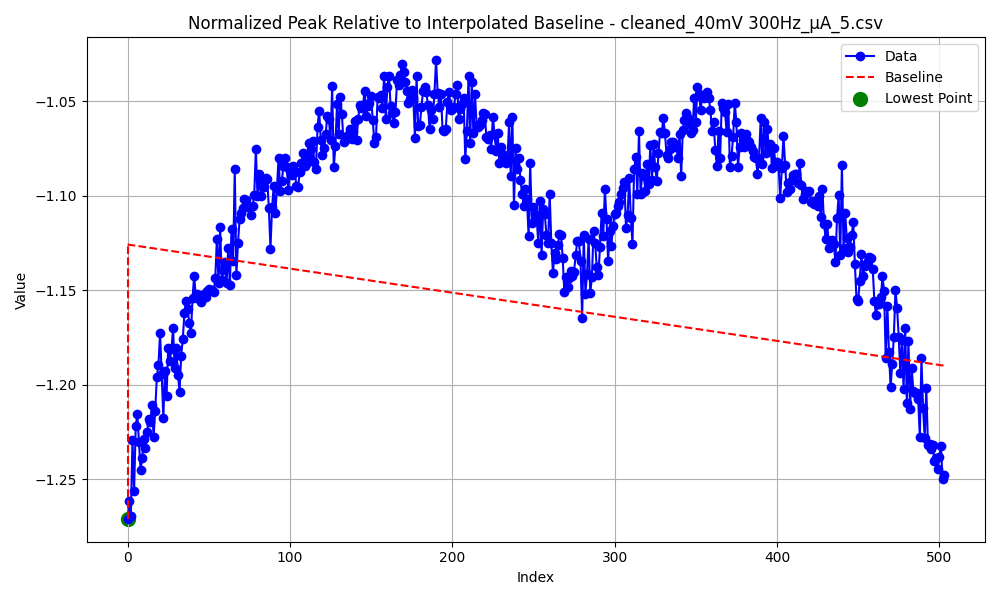 Normalized Peak Relative to Interpolated Baseline - cleaned_40mV 300Hz_μA_5.csv
Data
Baseline
Lowest Point
Value
−1.05
−1.10
−1.15
−1.20
−1.25
0
100
200
300
400
500
Index